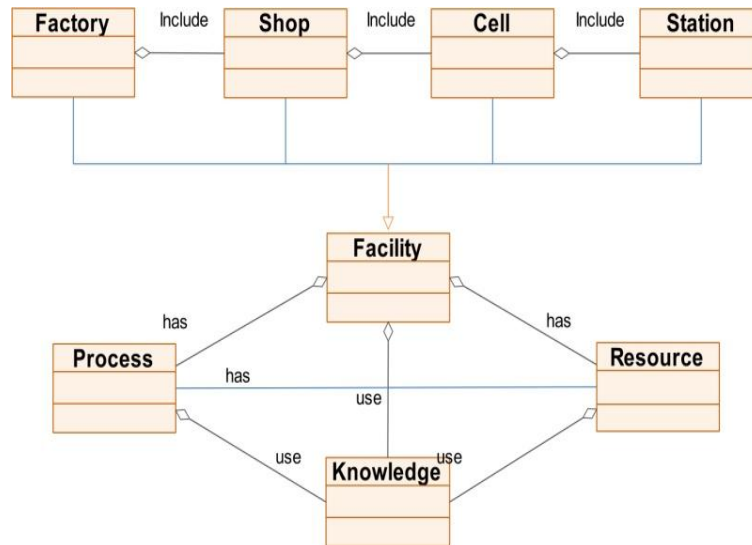 Include
Include
Include
Factory
Shop
Cell
Station
Facility
has
has
Process
Resource
has
use
use
use
Knowledge